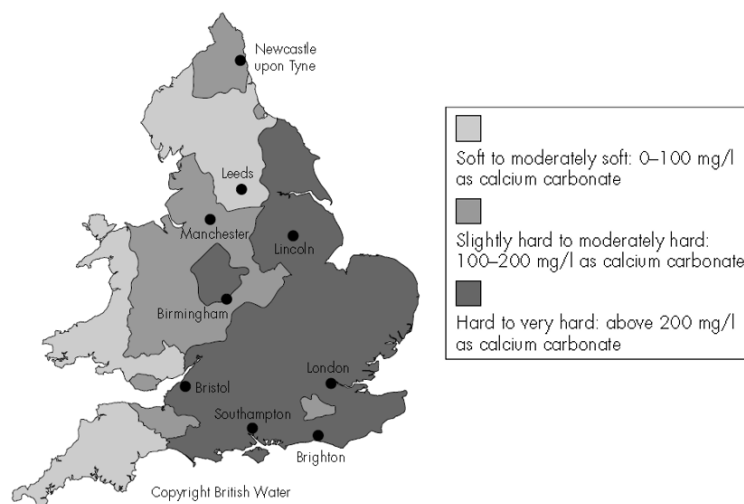 Newcastle
upon Tyne
Leeds
Manchester
Lincoln
Birmingham
London
Bristol
Southampton
Brighton
Copyright British Water
Soft to moderately soft: 0–100 mg/l
as calcium carbonate
Slightly hard to moderately hard:
100–200 mg/l as calcium carbonate
Hard to very hard: above 200 mg/l
as calcium carbonate